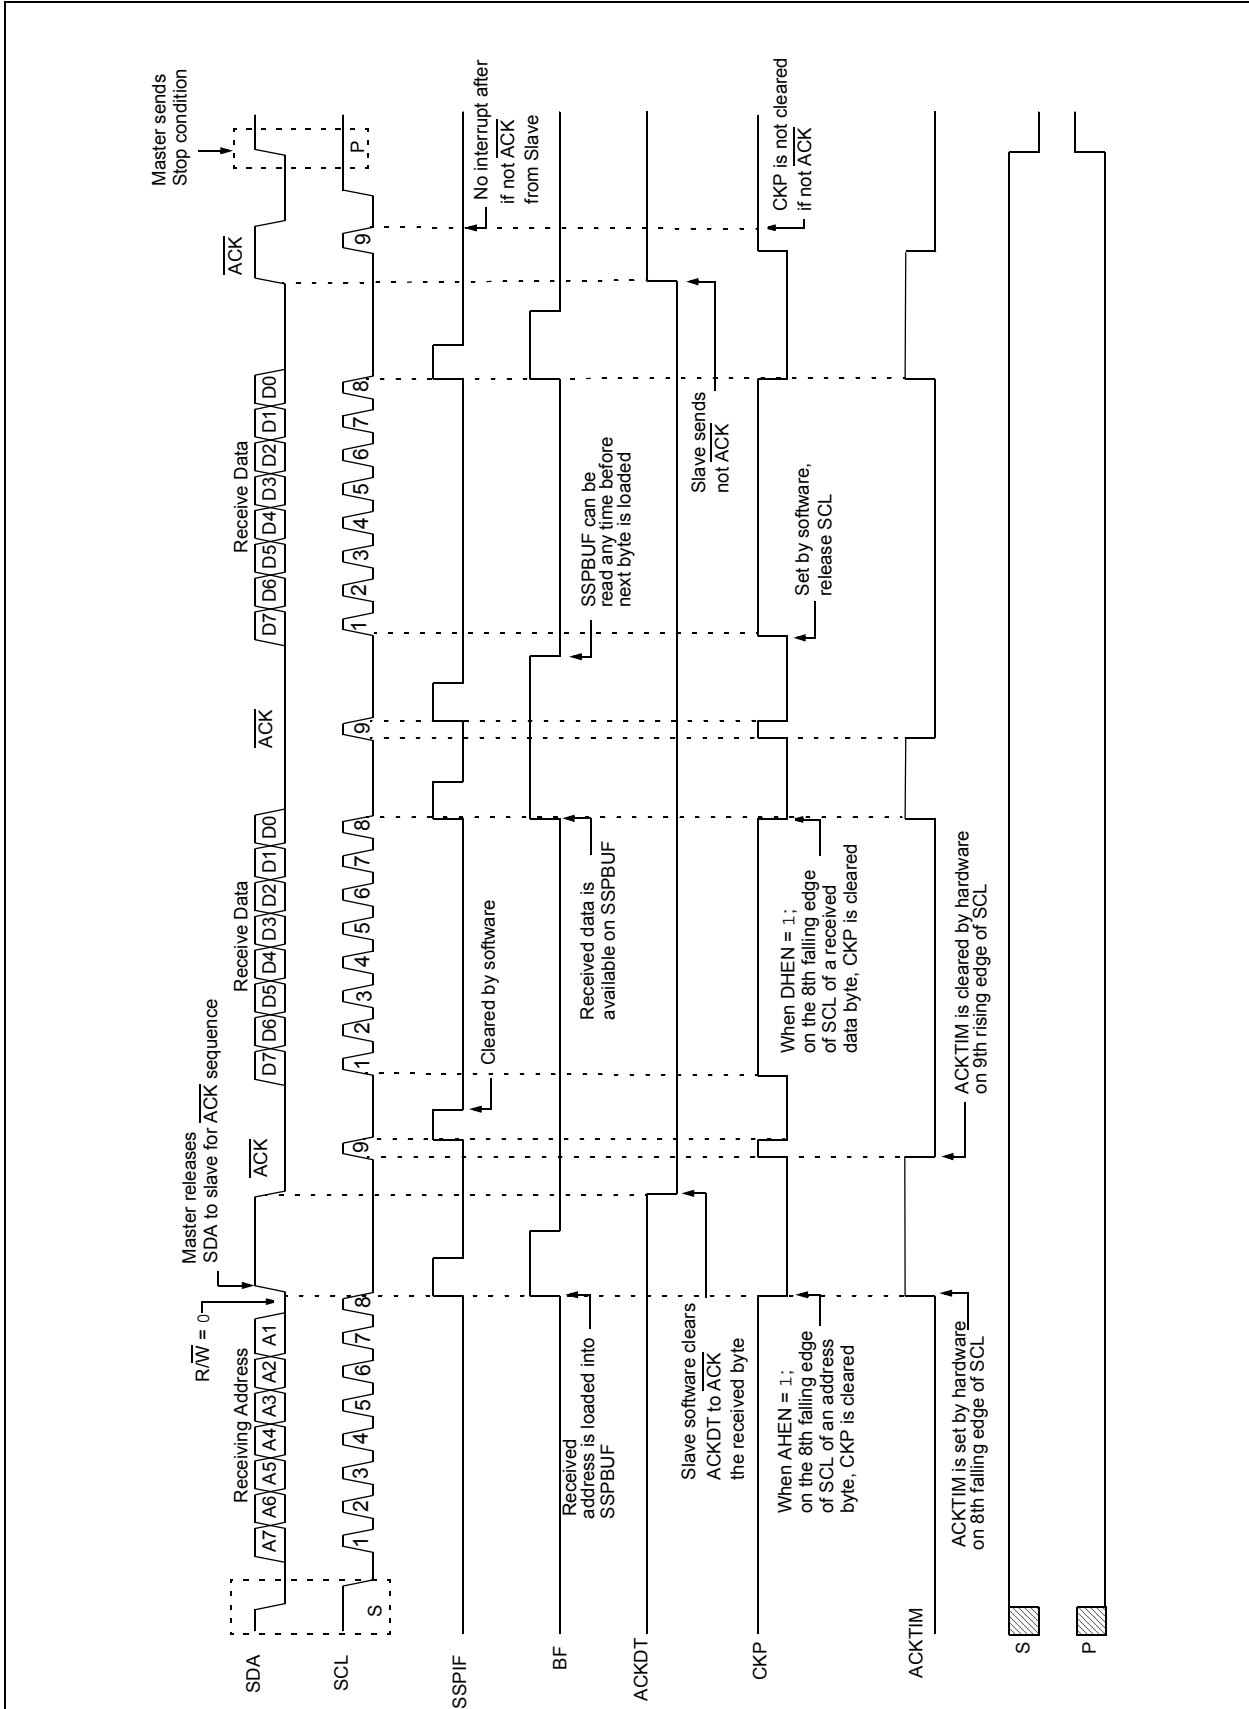 Master sends
Stop condition
Master releases
SDA to slave for ACK sequence
R/W = 0
Receiving Address
ACK
Receive Data
ACK
Receive Data
ACK
SDA
A7 A6 A5 A4 A3 A2 A1
D7 D6 D5 D4 D3 D2 D1 D0
D7 D6 D5 D4 D3 D2 D1 D0
SCL
S
1 2 3 4 5 6 7 8 9
1 2 3 4 5 6 7 8 9
1 2 3 4 5 6 7 8 9
P
SSPIF
Cleared by software
No interrupt after
if not ACK
from Slave
BF
Received
address is loaded into
SSPBUF
Received data is
available on SSPBUF
SSPBUF can be
read any time before
next byte is loaded
ACKDT
Slave software clears
ACKDT to ACK
the received byte
Slave sends
not ACK
CKP
When AHEN = 1;
on the 8th falling edge
of SCL of an address
byte, CKP is cleared
When DHEN = 1;
on the 8th falling edge
of SCL of a received
data byte, CKP is cleared
Set by software,
release SCL
CKP is not cleared
if not ACK
ACKTIM
ACKTIM is set by hardware
on 8th falling edge of SCL
ACKTIM is cleared by hardware
on 9th rising edge of SCL
S
P